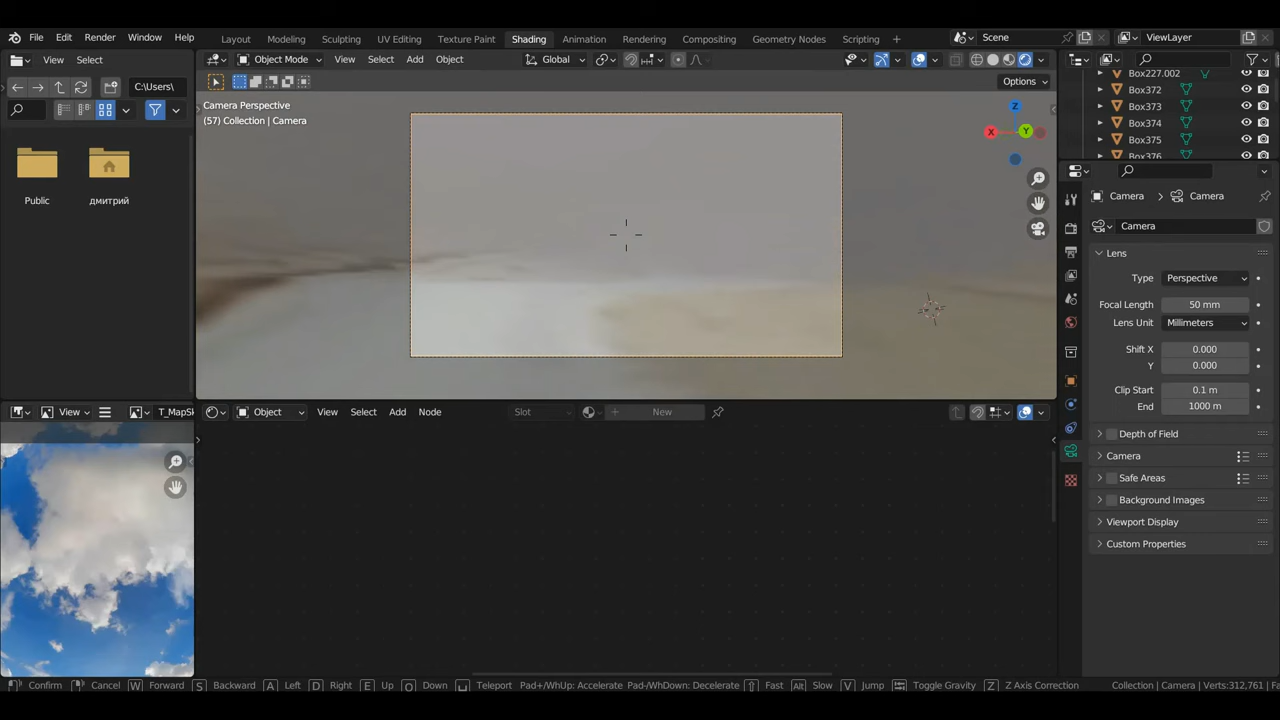 File Edit Render Window Help Layout Modeling Sculpting UV Editing Texture Paint Shading Animation Rendering Compositing Geometry Nodes Scripting Scene ViewLayer
View Select
Object Mode View Select Add Object Global
C:\Users\
Options
Camera Perspective
(57) Collection | Camera
Public
дмитрий
X
Y
Z
Box227.002
Box372
Box373
Box374
Box375
Box376
Camera Camera
Camera
Lens
Type Perspective
Focal Length 50 mm
Lens Unit Millimeters
Shift X 0.000
Y 0.000
Clip Start 0.1 m
End 1000 m
Depth of Field
Camera
Safe Areas
Background Images
Viewport Display
Custom Properties
View T_MapSk
Object View Select Add Node Slot New
Confirm Cancel W Forward S Backward A Left D Right E Up Q Down Teleport Pad+/WhUp: Accelerate Pad-/WhDown: Decelerate Fast Alt Slow V Jump Toggle Gravity Z Z Axis Correction
Collection | Camera Verts:312,761 | Fa